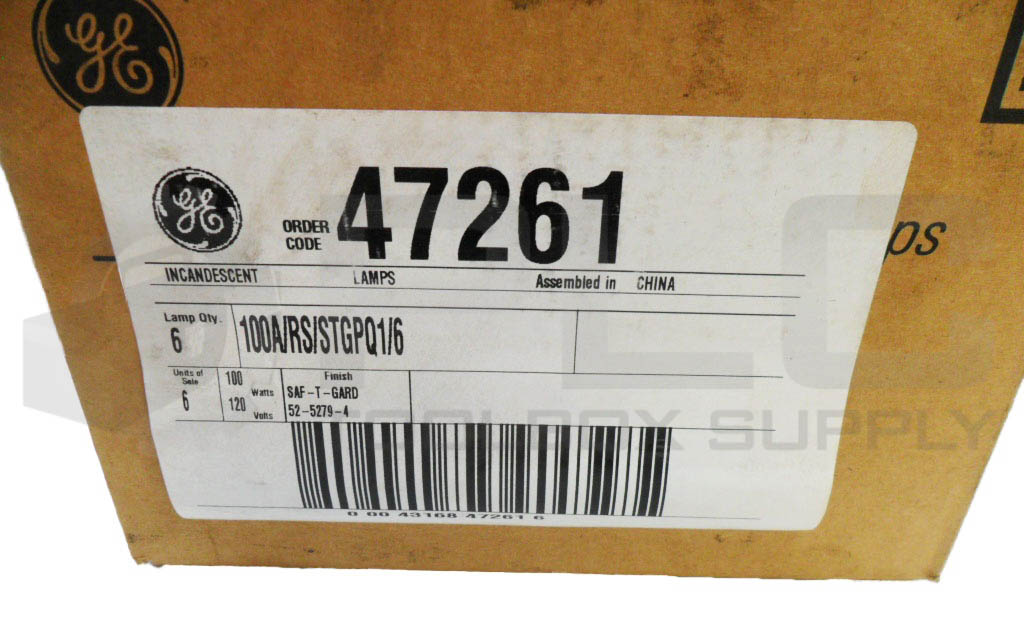 GE
GE
ORDER CODE 47261
ps
INCANDESCENT LAMPS Assembled in CHINA
Lamp Qty. 6
100A/RS/STGPQ1/6
Units of Sale 6
100 Watts
120 Volts
Finish
SAF-T-GARD
52-5279-4
TOOLBOX SUPPLY
0 00 43168 47261 6